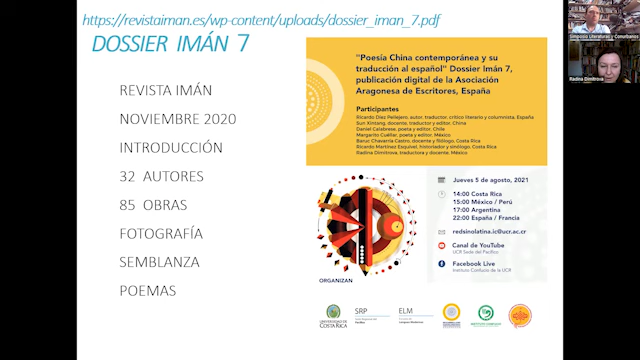 https://revistaiman.es/wp-content/uploads/dossier_iman_7.pdf
DOSSIER IMÁN 7
REVISTA IMÁN
NOVIEMBRE 2020
INTRODUCCIÓN
32 AUTORES
85 OBRAS
FOTOGRAFÍA
SEMBLANZA
POEMAS
"Poesía China contemporánea y su
traducción al español" Dossier Imán 7,
publicación digital de la Asociación
Aragonesa de Escritores, España
Participantes
Ricardo Díez Pellejero, autor, traductor, crítico literario y columnista, España
Sun Xintang, docente, traductor y editor, China
Daniel Calabrese, poeta y editor, Chile
Margarito Cuéllar, poeta y editor, México
Baruc Chavarría Castro, docente y filólogo, Costa Rica
Ricardo Martínez Esquivel, historiador y sinólogo, Costa Rica
Radina Dimitrova, traductora y docente, México
Jueves 5 de agosto, 2021
14:00 Costa Rica
15:00 México / Perú
17:00 Argentina
22:00 España / Francia
redsinolatina.ic@ucr.ac.cr
Canal de YouTube
UCR Sede del Pacífico
Facebook Live
Instituto Confucio de la UCR
ORGANIZAN
UNIVERSIDAD DE
COSTA RICA
SRP
ELM
Simposio Literaturas y Conurbanos
Radina Dimitrova